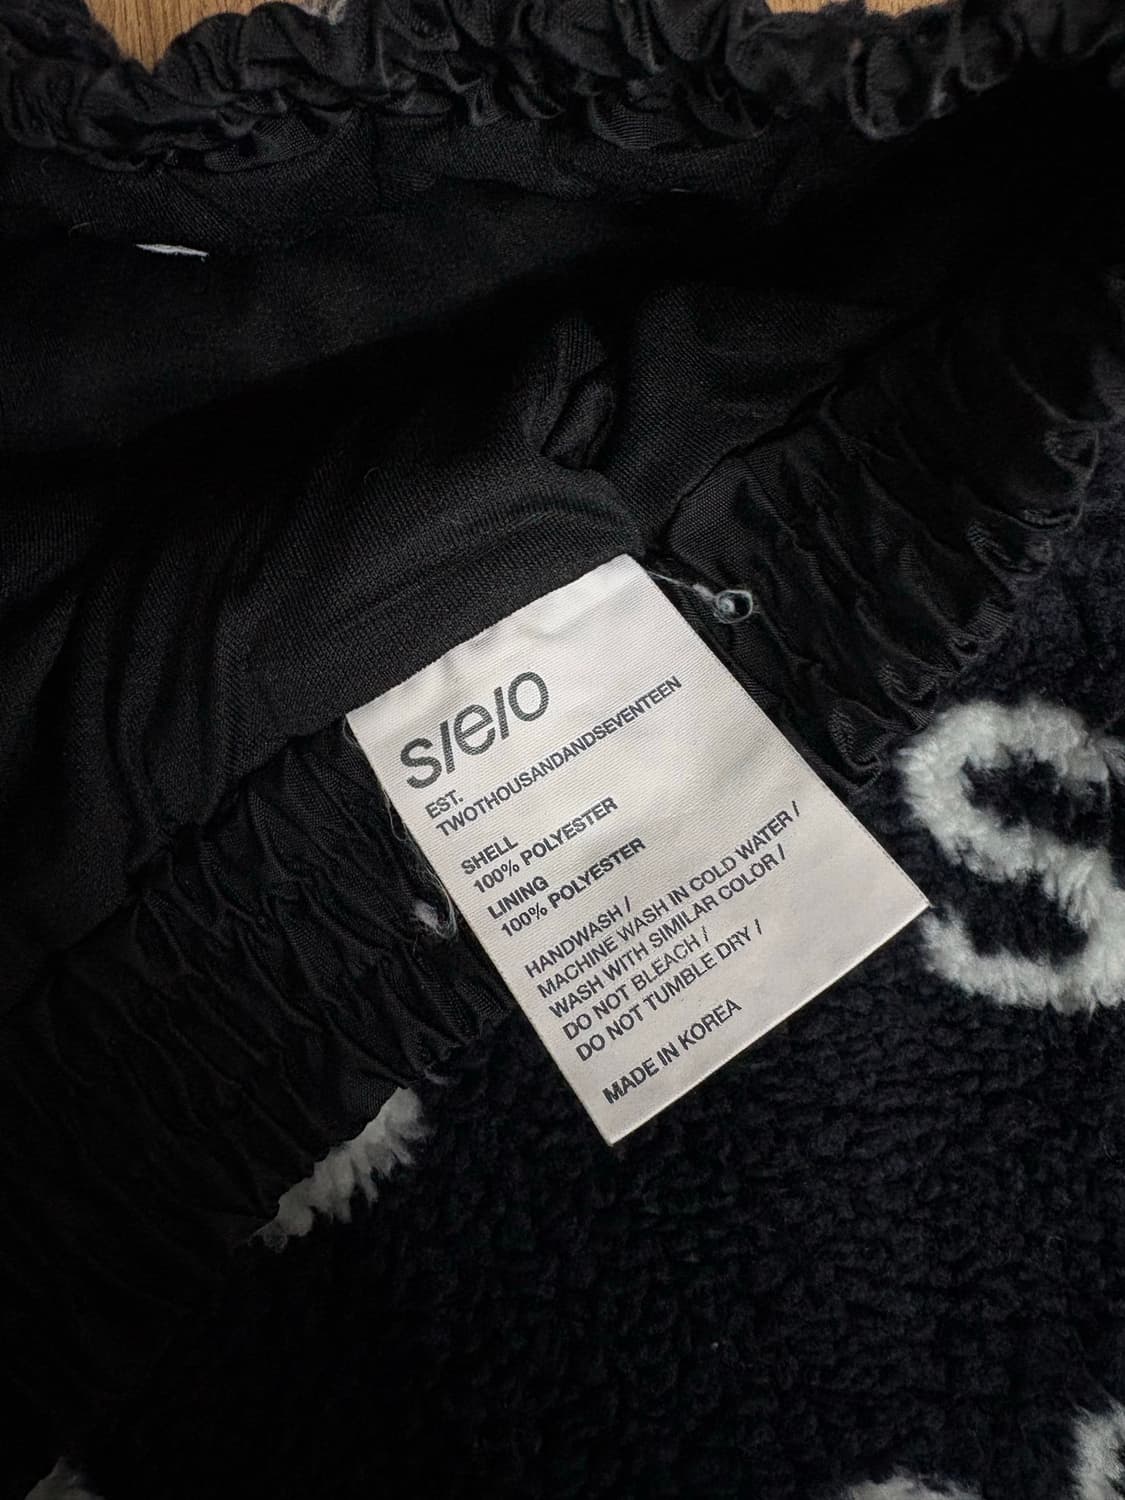 s/e/o
EST.
TWOTHOUSANDANDSEVENTEEN
SHELL
100% POLYESTER
LINING
100% POLYESTER
HANDWASH /
MACHINE WASH IN COLD WATER /
WASH WITH SIMILAR COLOR /
DO NOT BLEACH /
DO NOT TUMBLE DRY /
MADE IN KOREA
S